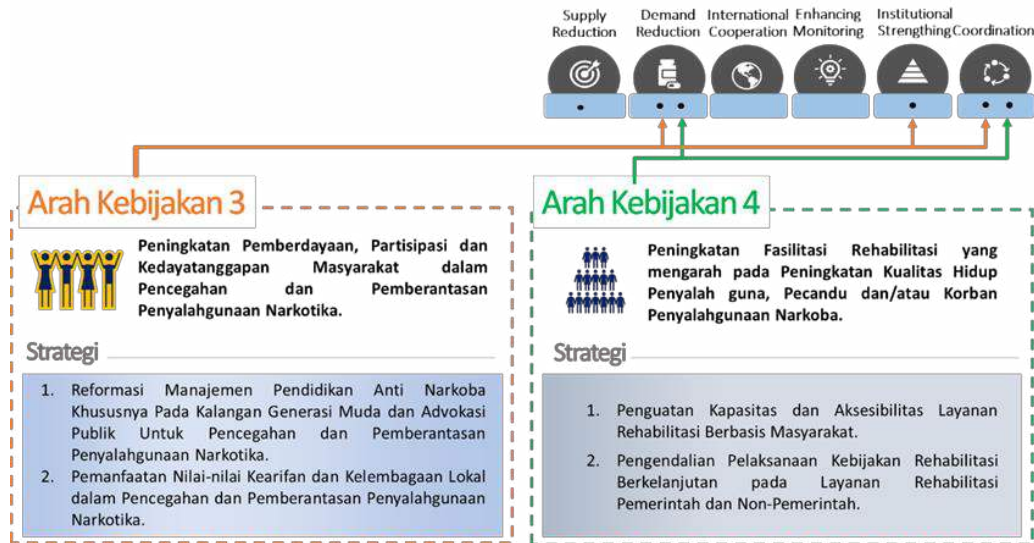 Supply
Reduction
Demand
Reduction
International
Cooperation
Enhancing
Monitoring
Institutional
Strengthing
Coordination
Arah Kebijakan 3
Peningkatan Pemberdayaan, Partisipasi dan
Kedayatanggapan Masyarakat dalam
Pencegahan dan Pemberantasan
Penyalahgunaan Narkotika.
Strategi
1. Reformasi Manajemen Pendidikan Anti Narkoba
Khususnya Pada Kalangan Generasi Muda dan Advokasi
Publik Untuk Pencegahan dan Pemberantasan
Penyalahgunaan Narkotika.
2. Pemanfaatan Nilai-nilai Kearifan dan Kelembagaan Lokal
dalam Pencegahan dan Pemberantasan Penyalahgunaan
Narkotika.
Arah Kebijakan 4
Peningkatan Fasilitasi Rehabilitasi yang
mengarah pada Peningkatan Kualitas Hidup
Penyalah guna, Pecandu dan/atau Korban
Penyalahgunaan Narkoba.
Strategi
1. Penguatan Kapasitas dan Aksesibilitas Layanan
Rehabilitasi Berbasis Masyarakat.
2. Pengendalian Pelaksanaan Kebijakan Rehabilitasi
Berkelanjutan pada Layanan Rehabilitasi
Pemerintah dan Non-Pemerintah.